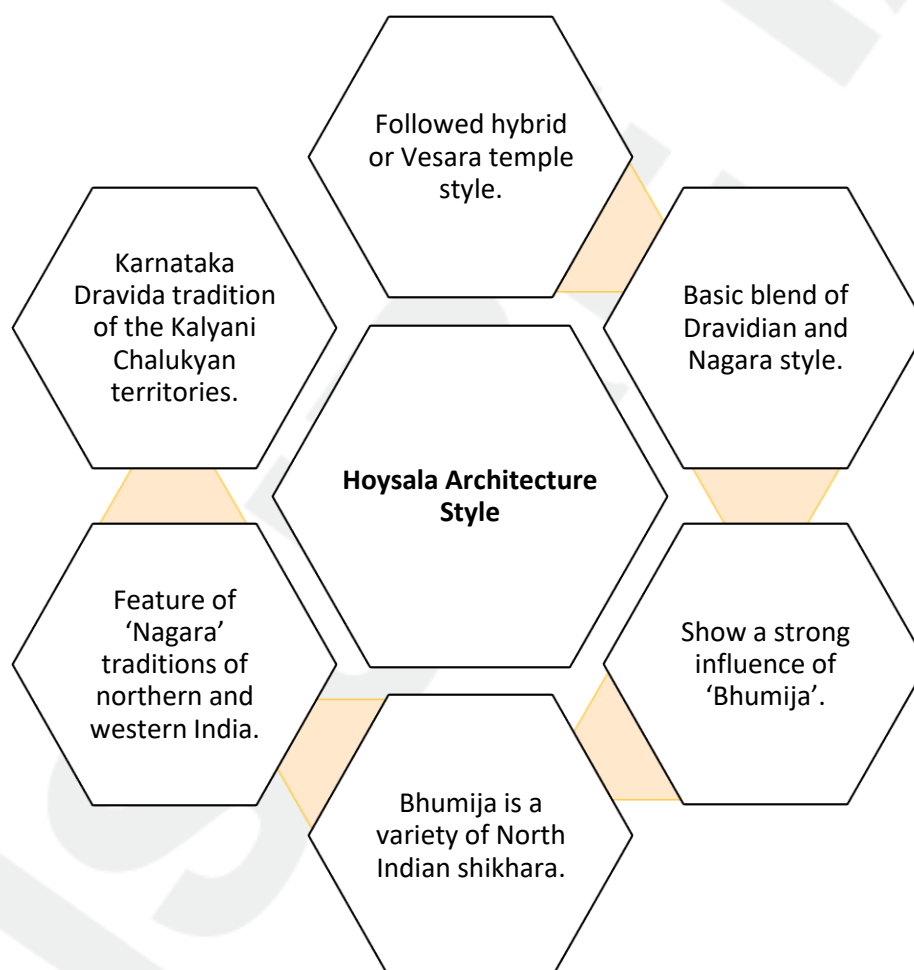 Followed hybrid
or Vesara temple
style.
Basic blend of
Dravidian and
Nagara style.
Show a strong
influence of
‘Bhumija’.
Bhumija is a
variety of North
Indian shikhara.
Feature of
‘Nagara’
traditions of
northern and
western India.
Karnataka
Dravida tradition
of the Kalyani
Chalukyan
territories.
Hoysala Architecture
Style